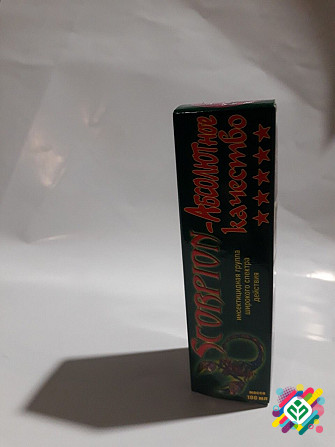 SCORPION-Абсолютное
качество
инсектицидная группа
широкого спектра
действия
100 мл